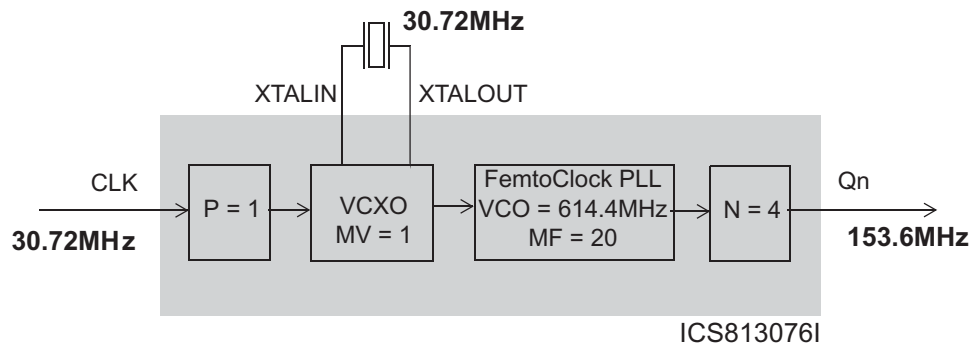 30.72MHz
XTALIN
XTALOUT
CLK
30.72MHz
P = 1
VCXO
MV = 1
FemtoClock PLL
VCO = 614.4MHz
MF = 20
N = 4
Qn
153.6MHz
ICS813076I